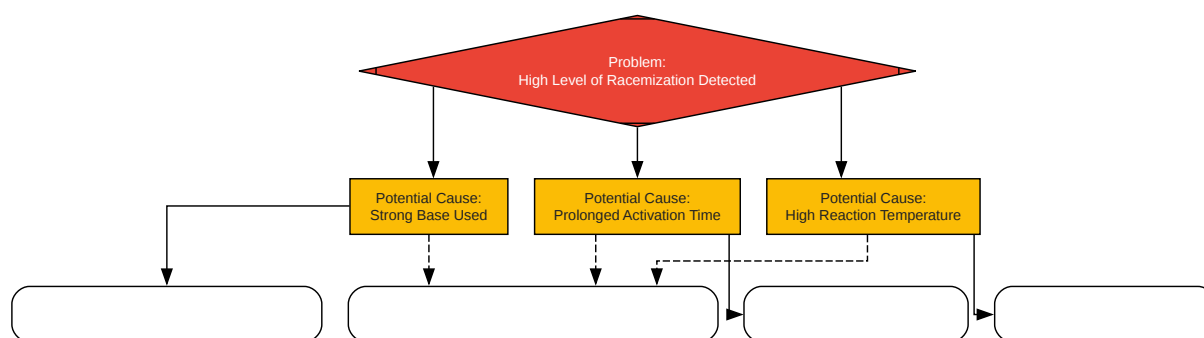 Problem:
High Level of Racemization Detected
Potential Cause:
Strong Base Used
Potential Cause:
Prolonged Activation Time
Potential Cause:
High Reaction Temperature